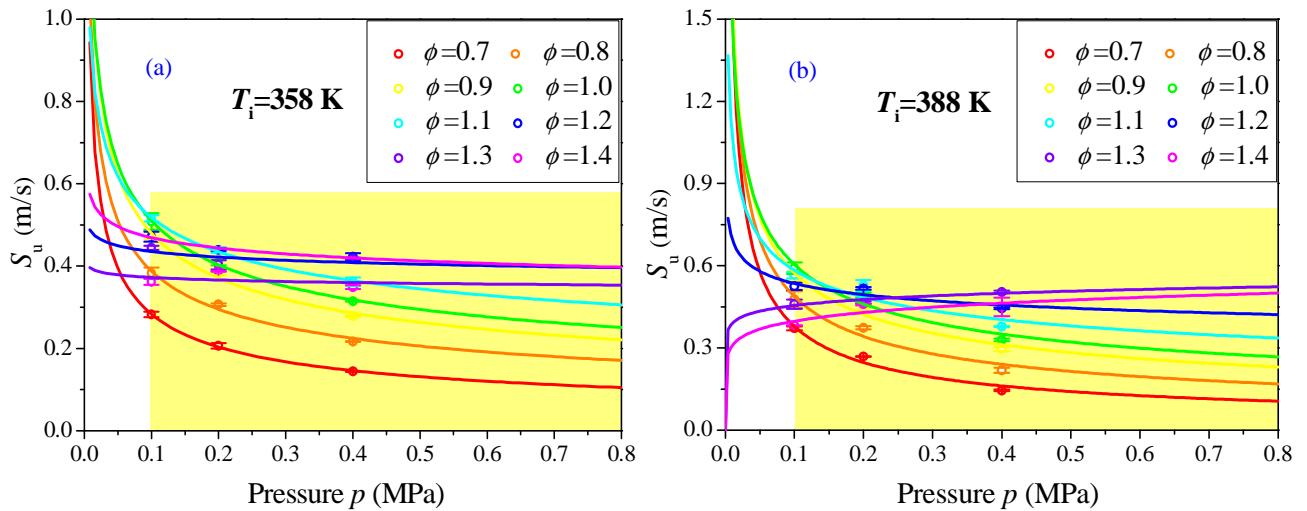 (a)
T_i=358 K
ϕ=0.7 ϕ=0.8
ϕ=0.9 ϕ=1.0
ϕ=1.1 ϕ=1.2
ϕ=1.3 ϕ=1.4
S_u (m/s)
1.0
0.8
0.6
0.4
0.2
0.0
0.0 0.1 0.2 0.3 0.4 0.5 0.6 0.7 0.8
Pressure p (MPa)
(b)
T_i=388 K
ϕ=0.7 ϕ=0.8
ϕ=0.9 ϕ=1.0
ϕ=1.1 ϕ=1.2
ϕ=1.3 ϕ=1.4
S_u (m/s)
1.5
1.2
0.9
0.6
0.3
0.0
0.0 0.1 0.2 0.3 0.4 0.5 0.6 0.7 0.8
Pressure p (MPa)